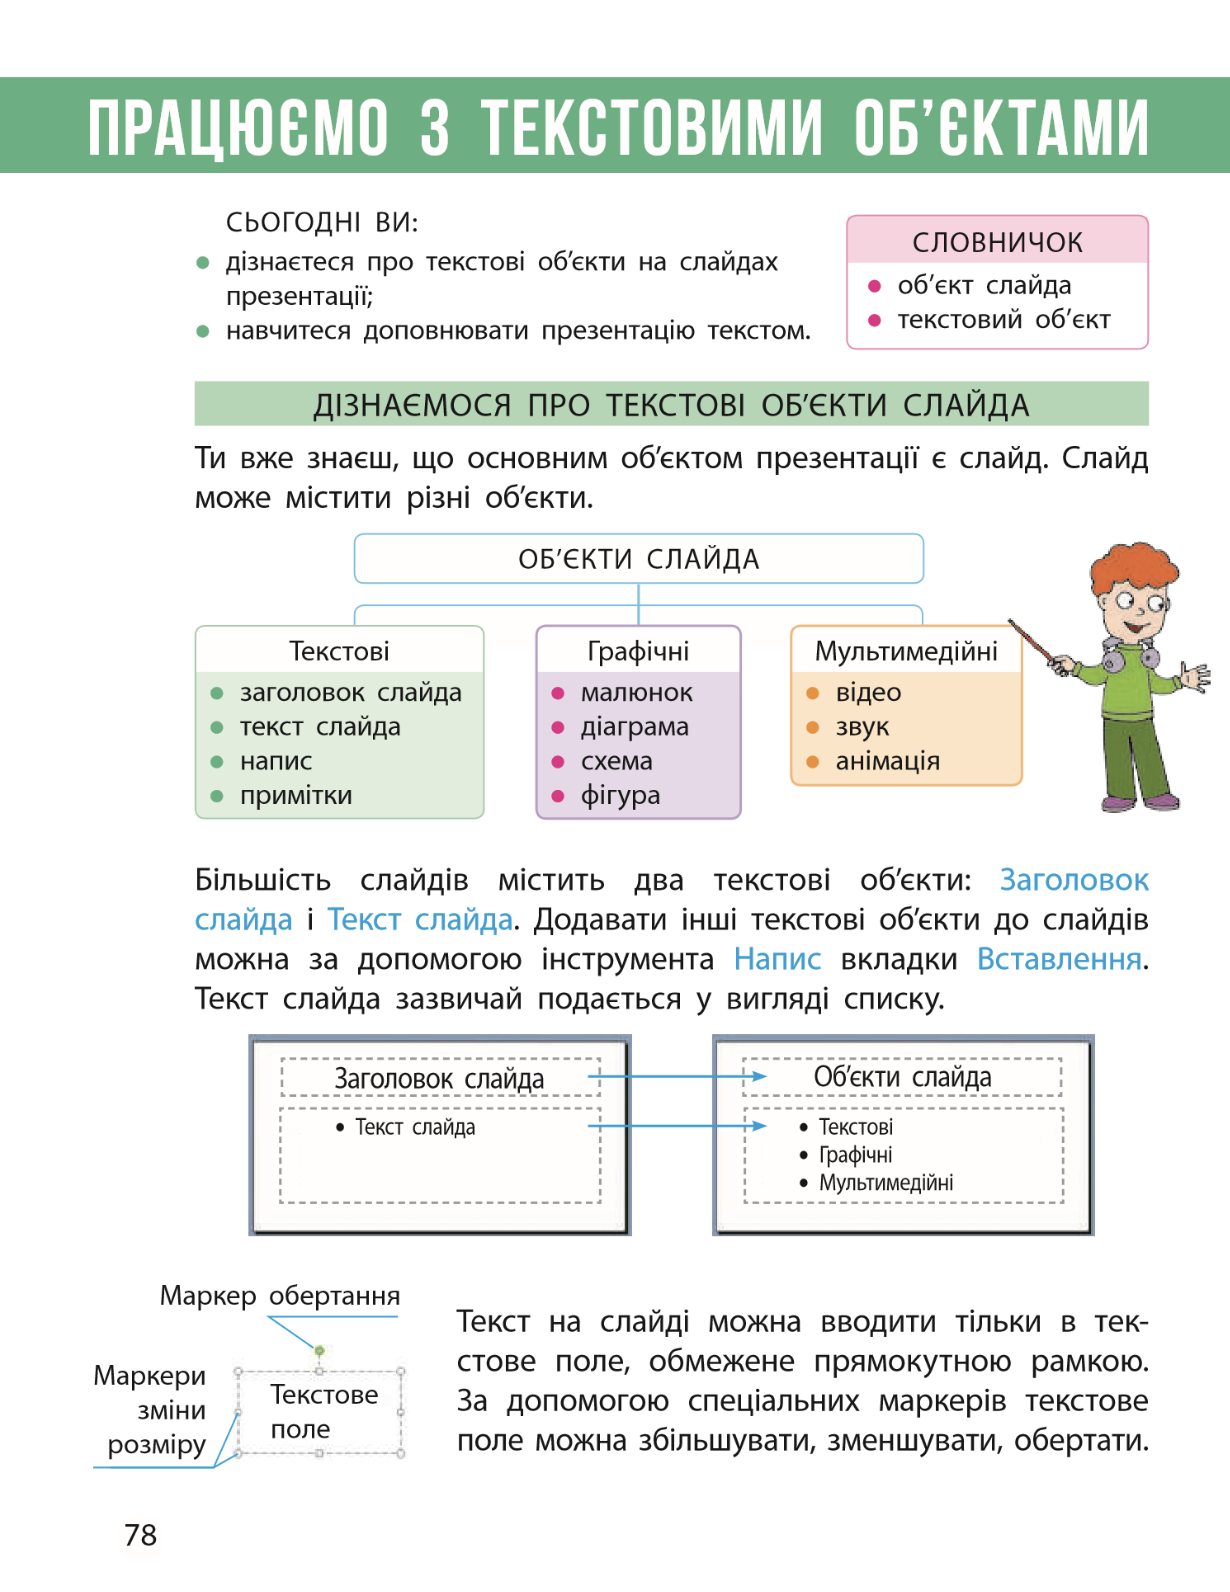 ПРАЦЮЄМО З ТЕКСТОВИМИ ОБ’ЄКТАМИ
СЬОГОДНІ ВИ:
• дізнаєтеся про текстові об’єкти на слайдах
презентації;
• навчитеся доповнювати презентацію текстом.
СЛОВНИЧОК
• об’єкт слайда
• текстовий об’єкт
ДІЗНАЄМОСЯ ПРО ТЕКСТОВІ ОБ’ЄКТИ СЛАЙДА
Ти вже знаєш, що основним об’єктом презентації є слайд. Слайд
може містити різні об’єкти.
ОБ’ЄКТИ СЛАЙДА
Текстові
• заголовок слайда
• текст слайда
• напис
• примітки
Графічні
• малюнок
• діаграма
• схема
• фігура
Мультимедійні
• відео
• звук
• анімація
Більшість слайдів містить два текстові об’єкти: Заголовок
слайда і Текст слайда. Додавати інші текстові об’єкти до слайдів
можна за допомогою інструмента Напис вкладки Вставлення.
Текст слайда зазвичай подається у вигляді списку.
Заголовок слайда
• Текст слайда
Об’єкти слайда
• Текстові
• Графічні
• Мультимедійні
Маркер обертання
Маркери
зміни
розміру
Текстове
поле
Текст на слайді можна вводити тільки в тек-
стове поле, обмежене прямокутною рамкою.
За допомогою спеціальних маркерів текстове
поле можна збільшувати, зменшувати, обертати.
78